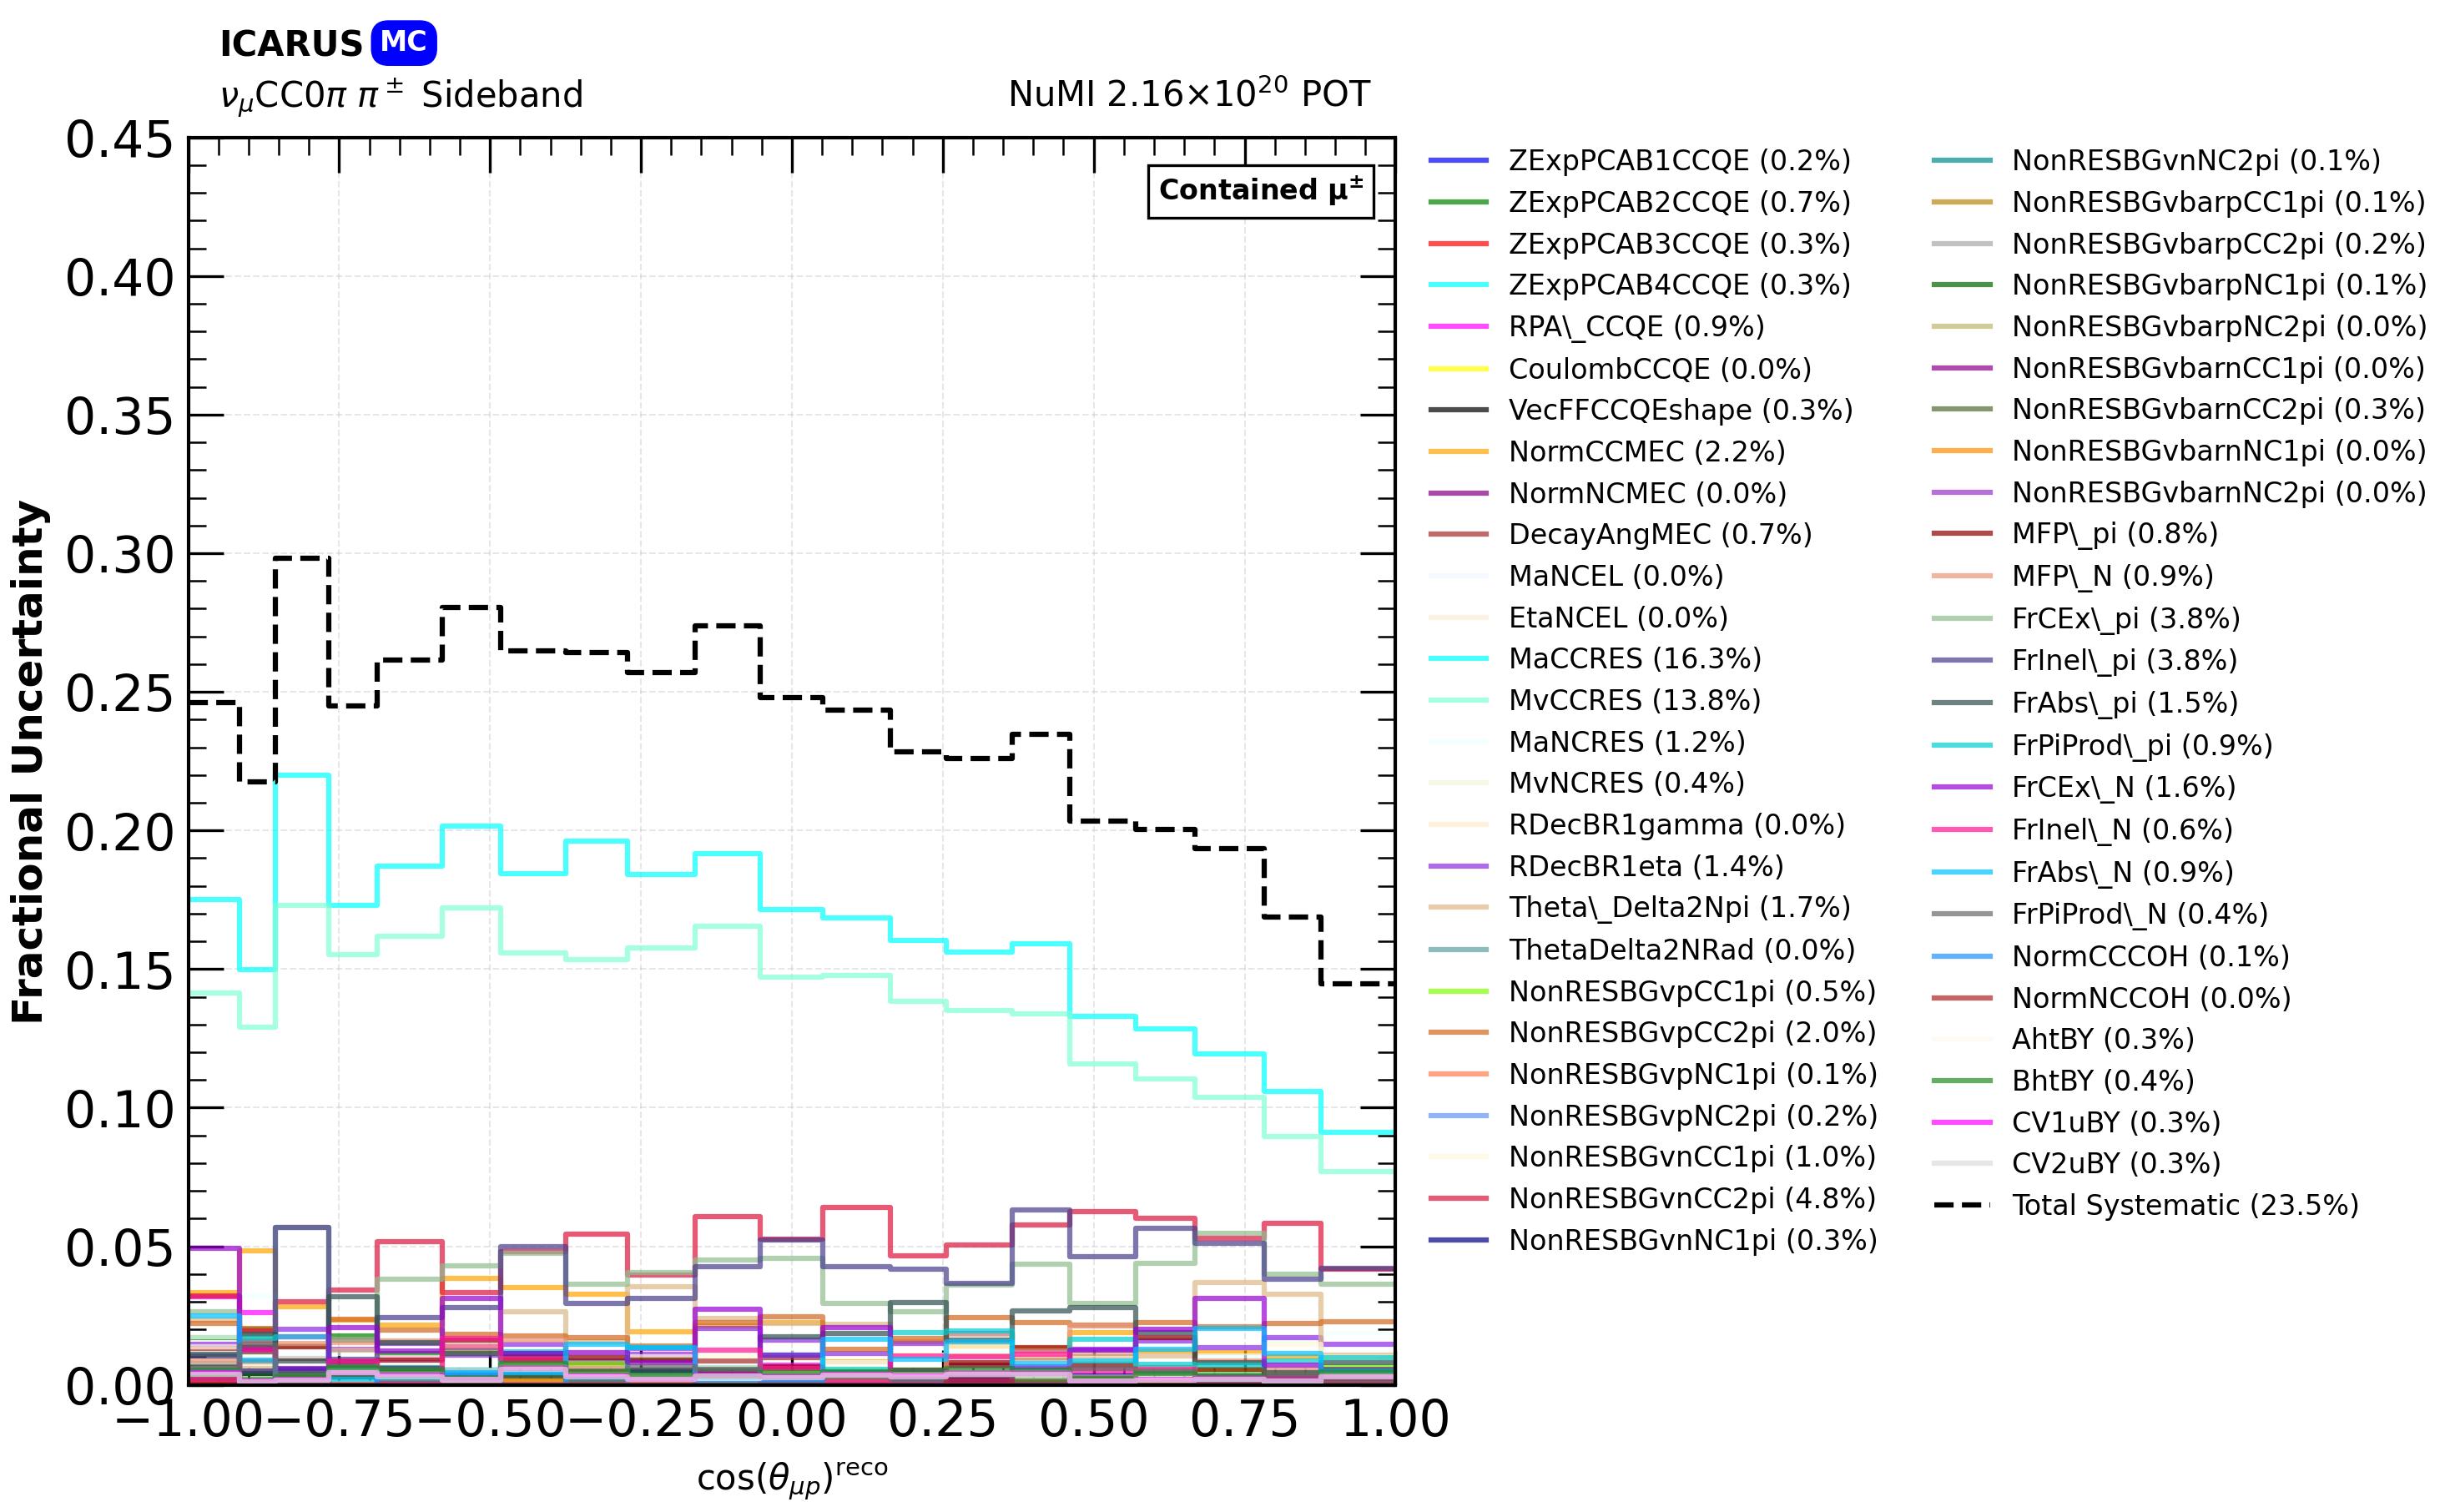 ICARUS MC
νμCC0π π± Sideband
NuMI 2.16×10²⁰ POT
0.45
0.40
0.35
0.30
0.25
0.20
0.15
0.10
0.05
0.00
Fractional Uncertainty
Contained μ±
−1.00 −0.75 −0.50 −0.25 0.00 0.25 0.50 0.75 1.00
cos(θμp)reco
ZExpPCAB1CCQE (0.2%)
ZExpPCAB2CCQE (0.7%)
ZExpPCAB3CCQE (0.3%)
ZExpPCAB4CCQE (0.3%)
RPA\_CCQE (0.9%)
CoulombCCQE (0.0%)
VecFFCCQEshape (0.3%)
NormCCMEC (2.2%)
NormNCMEC (0.0%)
DecayAngMEC (0.7%)
MaNCEL (0.0%)
EtaNCEL (0.0%)
MaCCRES (16.3%)
MvCCRES (13.8%)
MaNCRES (1.2%)
MvNCRES (0.4%)
RDecBR1gamma (0.0%)
RDecBR1eta (1.4%)
Theta\_Delta2Npi (1.7%)
ThetaDelta2NRad (0.0%)
NonRESBGvpCC1pi (0.5%)
NonRESBGvpCC2pi (2.0%)
NonRESBGvpNC1pi (0.1%)
NonRESBGvpNC2pi (0.2%)
NonRESBGvnCC1pi (1.0%)
NonRESBGvnCC2pi (4.8%)
NonRESBGvnNC1pi (0.3%)
NonRESBGvnNC2pi (0.1%)
NonRESBGvbarpCC1pi (0.1%)
NonRESBGvbarpCC2pi (0.2%)
NonRESBGvbarpNC1pi (0.1%)
NonRESBGvbarpNC2pi (0.0%)
NonRESBGvbarnCC1pi (0.0%)
NonRESBGvbarnCC2pi (0.3%)
NonRESBGvbarnNC1pi (0.0%)
NonRESBGvbarnNC2pi (0.0%)
MFP\_pi (0.8%)
MFP\_N (0.9%)
FrCEx\_pi (3.8%)
FrInel\_pi (3.8%)
FrAbs\_pi (1.5%)
FrPiProd\_pi (0.9%)
FrCEx\_N (1.6%)
FrInel\_N (0.6%)
FrAbs\_N (0.9%)
FrPiProd\_N (0.4%)
NormCCCOH (0.1%)
NormNCCOH (0.0%)
AhtBY (0.3%)
BhtBY (0.4%)
CV1uBY (0.3%)
CV2uBY (0.3%)
Total Systematic (23.5%)